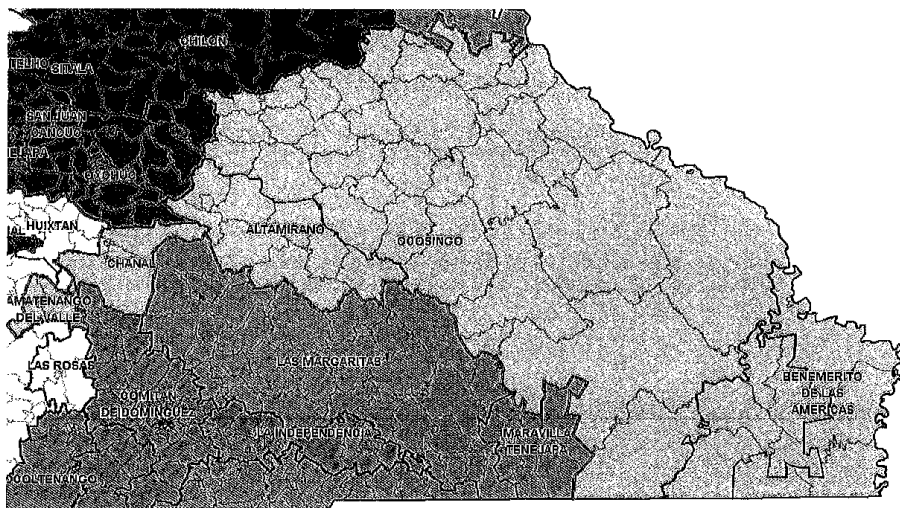 CHILON
SITALA
SAN JUAN
CANCUC
OXCHUC
HUIXTAN
ALTAMIRANO
OCOSINGO
CHANAL
AMATENANGO
DEL VALLE
LAS ROSAS
LAS MARGARITAS
COMITAN
DE DOMINGUEZ
LA INDEPENDENCIA
MARAVILLA
TENEJAPA
BENEMERITO
DE LAS
AMERICAS